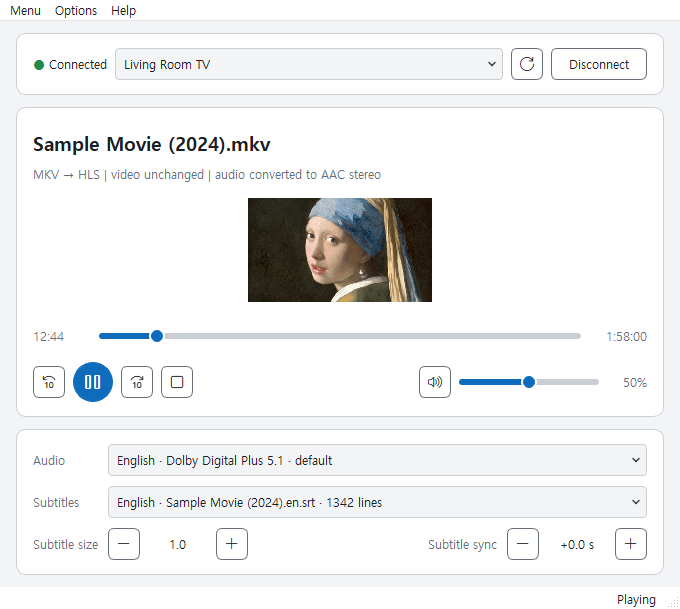 Menu Options Help
Connected Living Room TV Disconnect
Sample Movie (2024).mkv
MKV → HLS | video unchanged | audio converted to AAC stereo
12:44 1:58:00
10 10 50%
Audio English · Dolby Digital Plus 5.1 · default
Subtitles English · Sample Movie (2024).en.srt · 1342 lines
Subtitle size − 1.0 + Subtitle sync − +0.0 s +
Playing